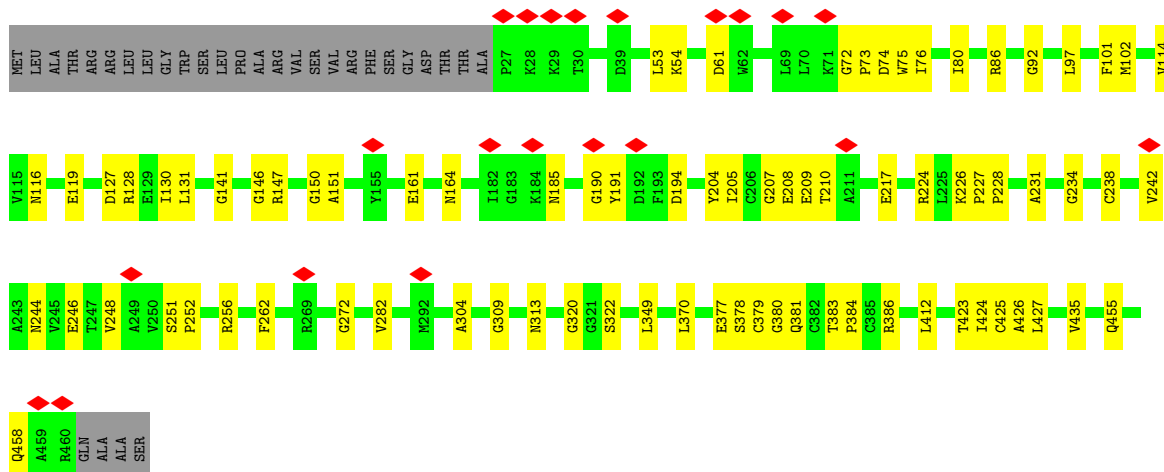 MET LEU ALA THR ARG ARG LEU LEU GLY TRP SER LEU PRO ALA ARG VAL SER VAL ARG PHE SER GLY ASP THR THR ALA P27 K28 K29 T30 D39 L53 K54 D61 W62 L69 L70 K71 G72 P73 D74 W75 I76 I80 R86 G92 L97 F101 M102 V114
V115 N116 E119 D127 R128 E129 I130 L131 G141 G146 R147 G150 A151 Y155 E161 N164 I182 G183 K184 N185 G190 Y191 D192 F193 D194 Y204 I205 C206 G207 E208 E209 T210 A211 E217 R224 L225 K226 P227 P228 A231 G234 C238 V242
A243 N244 V245 E246 T247 V248 A249 V250 S251 P252 R256 F262 R269 G272 V282 M292 A304 G309 N313 G320 G321 S322 L349 L370 E377 S378 C379 G380 Q381 C382 T383 P384 C385 R386 L412 T423 I424 C425 A426 L427 V435 Q455
Q458 A459 R460 GLN ALA ALA SER